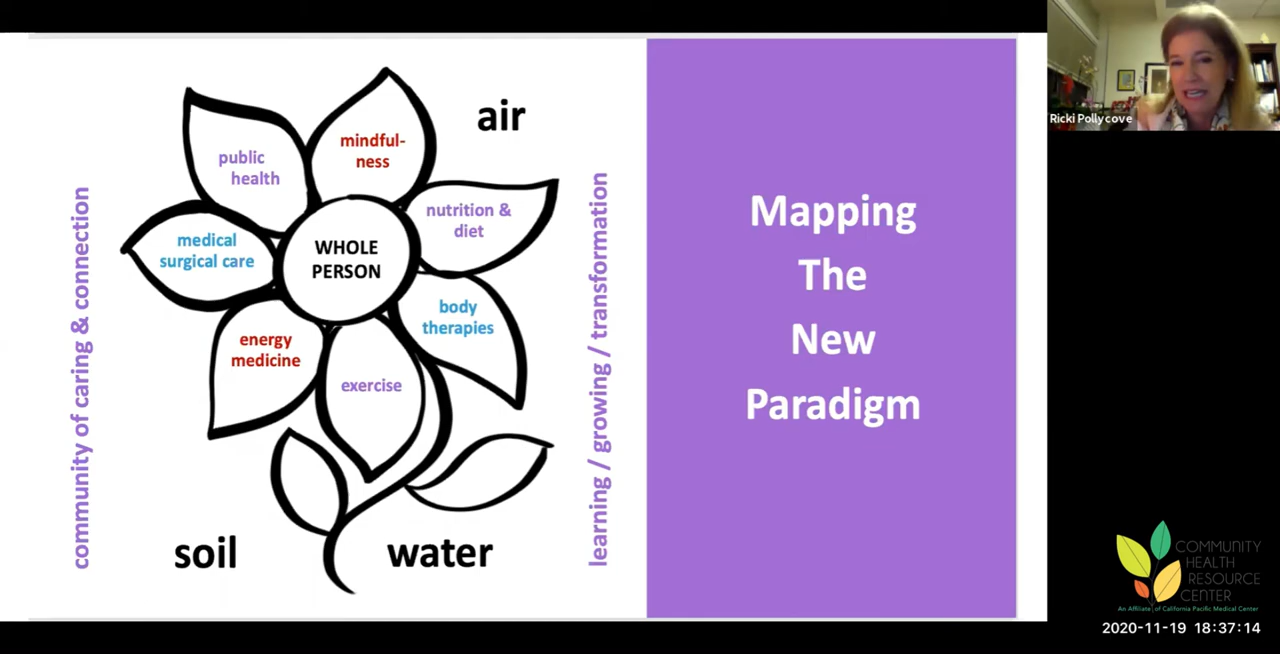 air
mindful-
ness
public
health
nutrition &
diet
medical
surgical care
WHOLE
PERSON
body
therapies
energy
medicine
exercise
community of caring & connection
learning / growing / transformation
soil
water
Mapping
The
New
Paradigm
Ricki Pollycove
COMMUNITY
HEALTH
RESOURCE
CENTER
An Affiliate of California Pacific Medical Center
2020-11-19 18:37:14